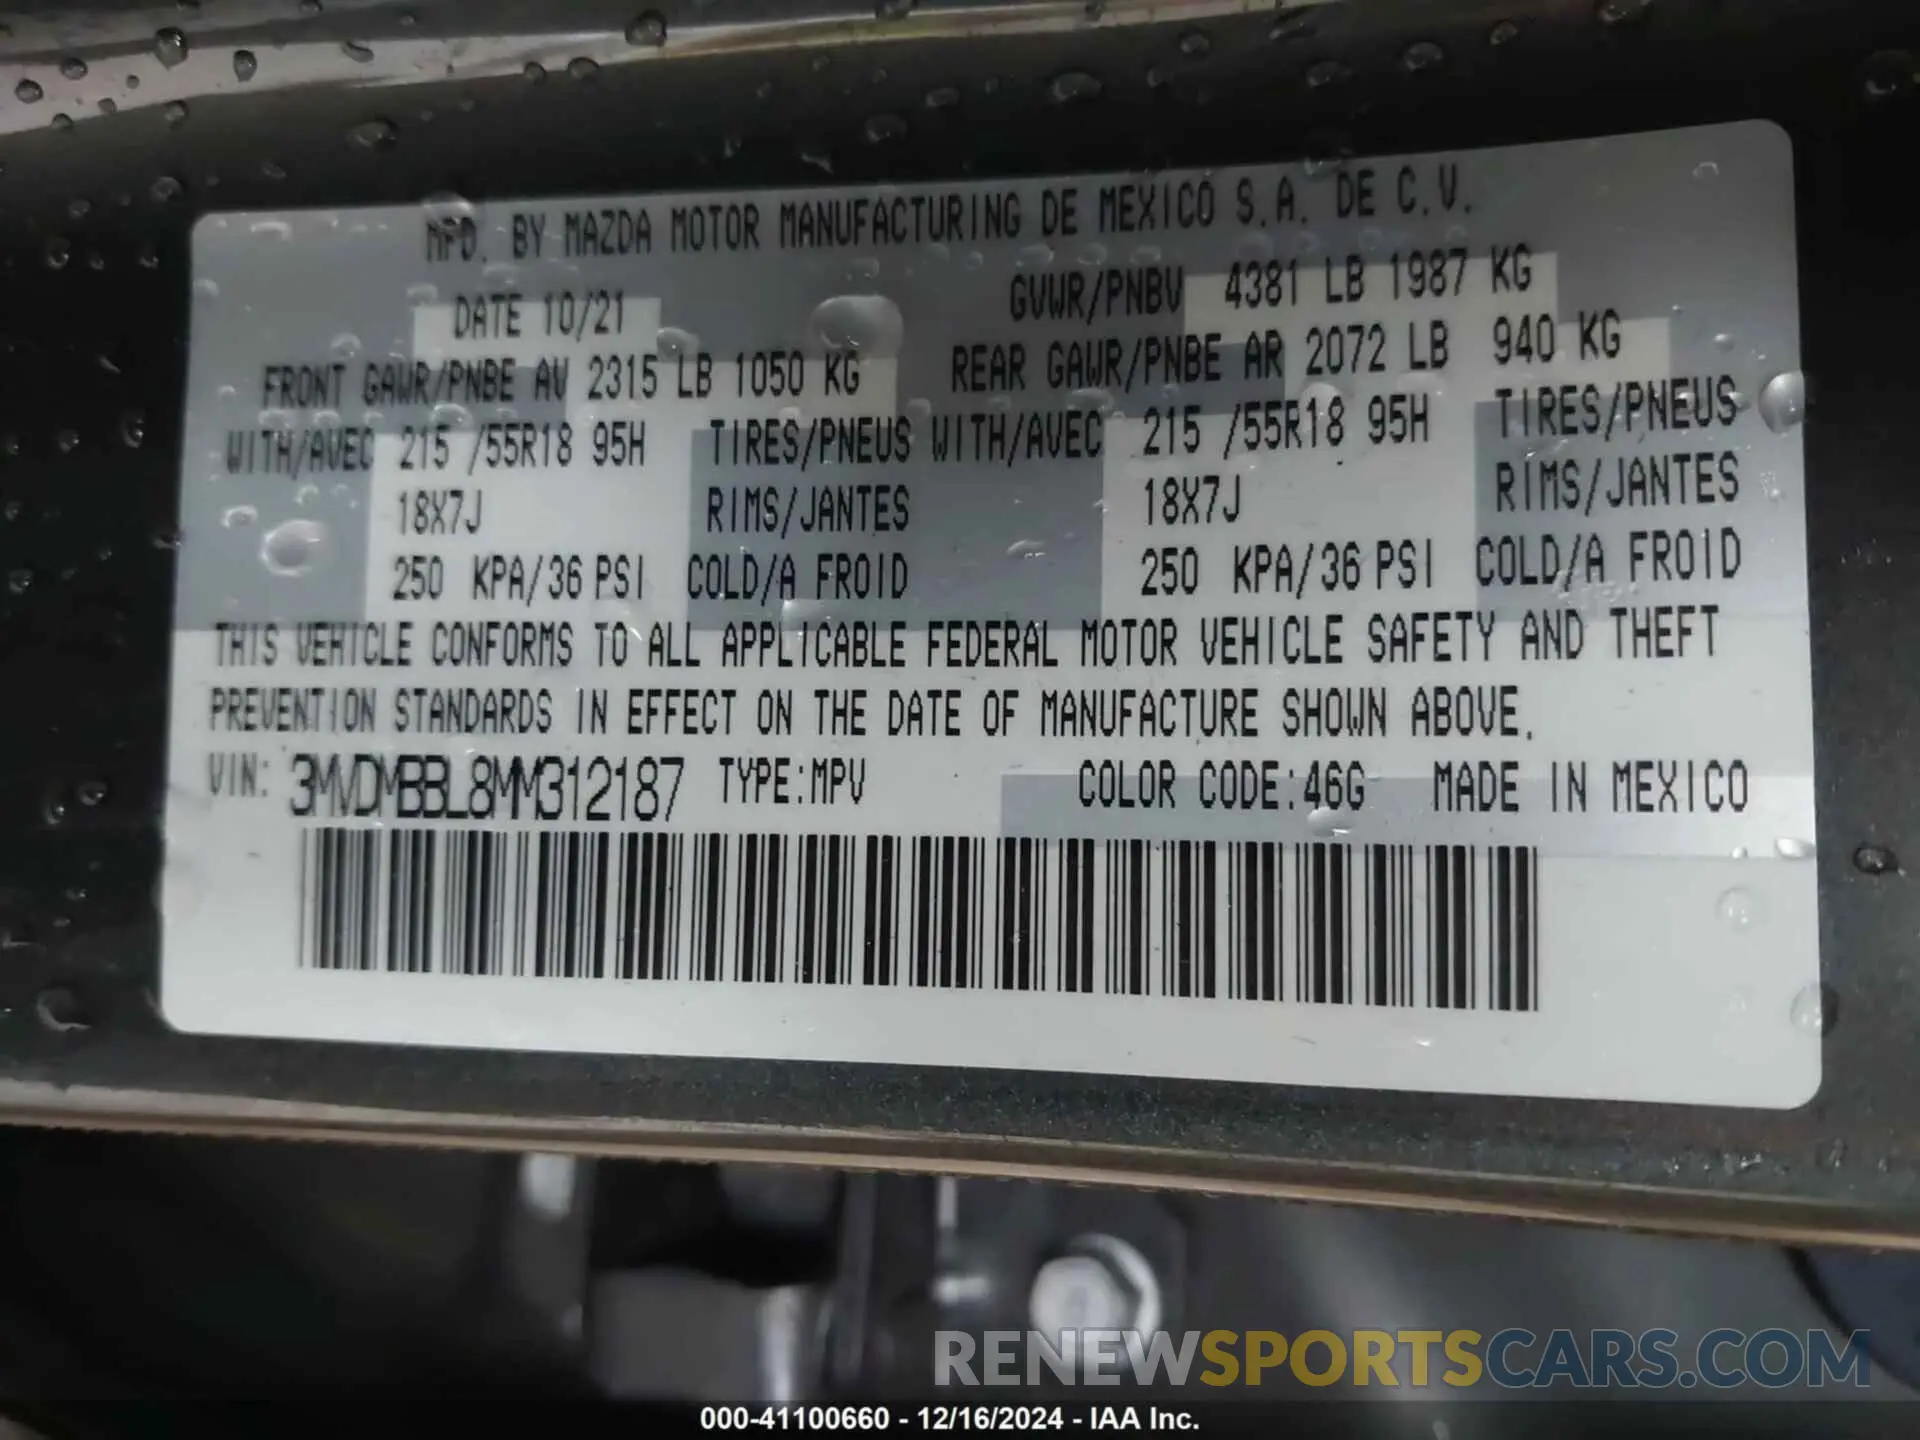 MFD. BY MAZDA MOTOR MANUFACTURING DE MEXICO S.A. DE C.V.
DATE 10/21 GVWR/PNBV 4381 LB 1987 KG
FRONT GAWR/PNBE AV 2315 LB 1050 KG REAR GAWR/PNBE AR 2072 LB 940 KG
WITH/AVEC 215 /55R18 95H TIRES/PNEUS WITH/AVEC 215 /55R18 95H TIRES/PNEUS
18X7J RIMS/JANTES 18X7J RIMS/JANTES
250 KPA/36 PSI COLD/A FROID 250 KPA/36 PSI COLD/A FROID
THIS VEHICLE CONFORMS TO ALL APPLICABLE FEDERAL MOTOR VEHICLE SAFETY AND THEFT
PREVENTION STANDARDS IN EFFECT ON THE DATE OF MANUFACTURE SHOWN ABOVE.
VIN: 3MVDMBBL8MM312187 TYPE:MPV COLOR CODE:46G MADE IN MEXICO
RENEWSPORTSCARS.COM
000-41100660 - 12/16/2024 - IAA Inc.